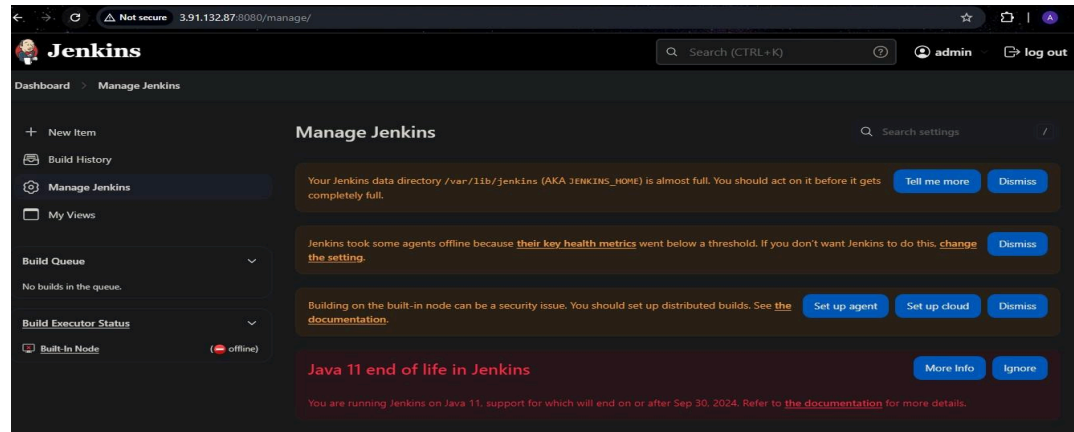 Not secure 3.91.132.87:8080/manage/
A
Jenkins
Search (CTRL+K)
?
admin
log out
Dashboard > Manage Jenkins
+ New Item
Build History
Manage Jenkins
My Views
Build Queue
No builds in the queue.
Build Executor Status
Built-In Node
(offline)
Manage Jenkins
Search settings
/
Your Jenkins data directory /var/lib/jenkins (AKA JENKINS_HOME) is almost full. You should act on it before it gets
completely full.
Tell me more
Dismiss
Jenkins took some agents offline because their key health metrics went below a threshold. If you don't want Jenkins to do this, change
the setting.
Dismiss
Building on the built-in node can be a security issue. You should set up distributed builds. See the
documentation.
Set up agent
Set up cloud
Dismiss
Java 11 end of life in Jenkins
More Info
Ignore
You are running Jenkins on Java 11, support for which will end on or after Sep 30, 2024. Refer to the documentation for more details.